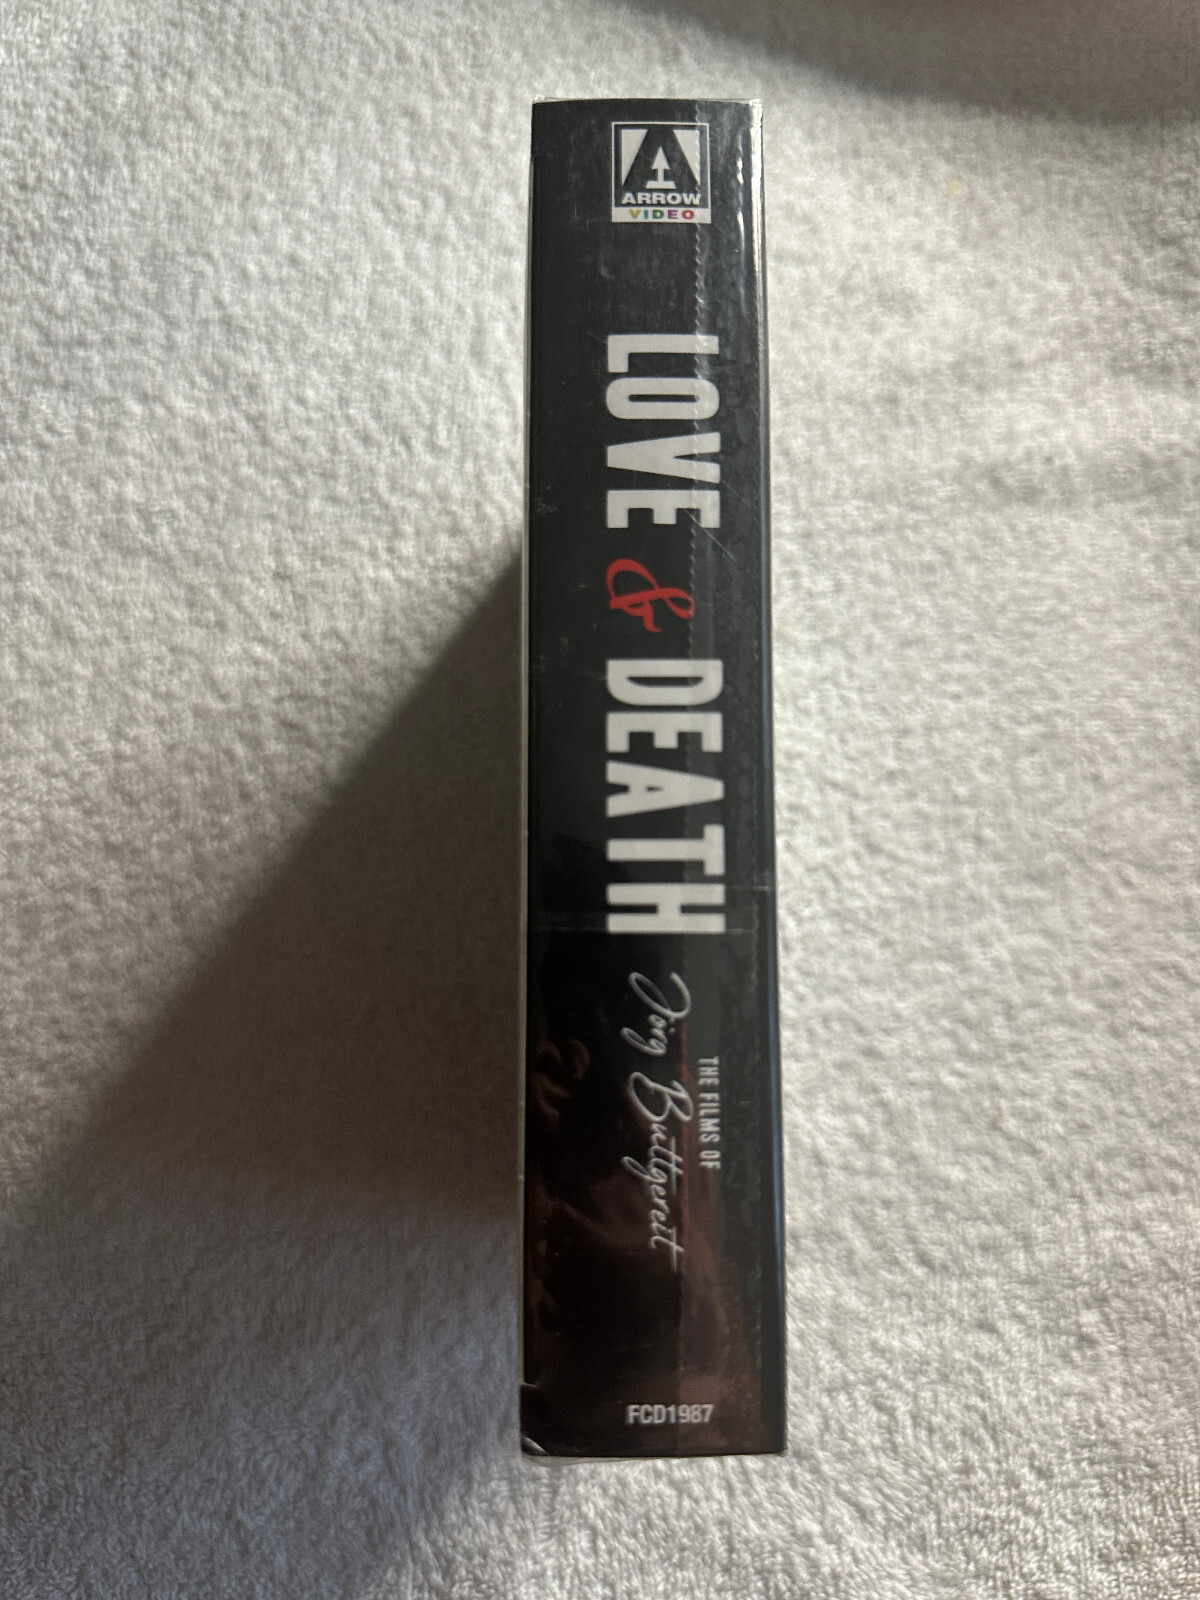 ARROW
VIDEO
LOVE & DEATH
THE FILMS OF
Jörg Buttgereit
FCD1987